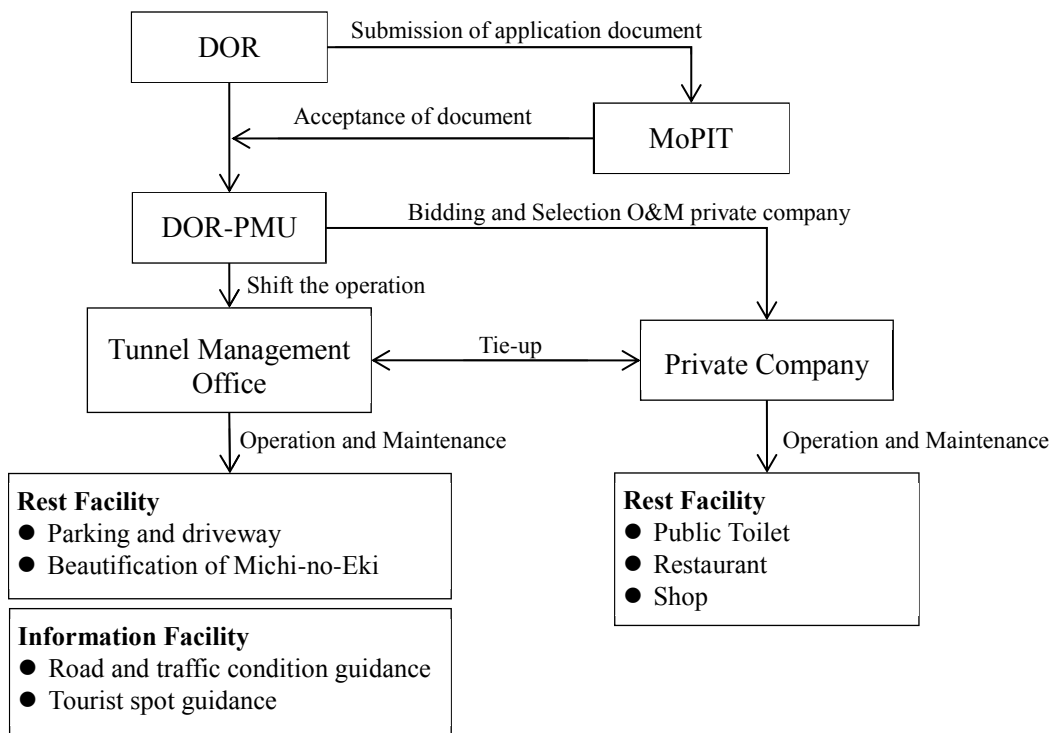 DOR
Submission of application document
Acceptance of document
MoPIT
DOR-PMU
Bidding and Selection O&M private company
Shift the operation
Tunnel Management
Office
Tie-up
Private Company
Operation and Maintenance
Operation and Maintenance
Rest Facility
● Parking and driveway
● Beautification of Michi-no-Eki
Rest Facility
● Public Toilet
● Restaurant
● Shop
Information Facility
● Road and traffic condition guidance
● Tourist spot guidance